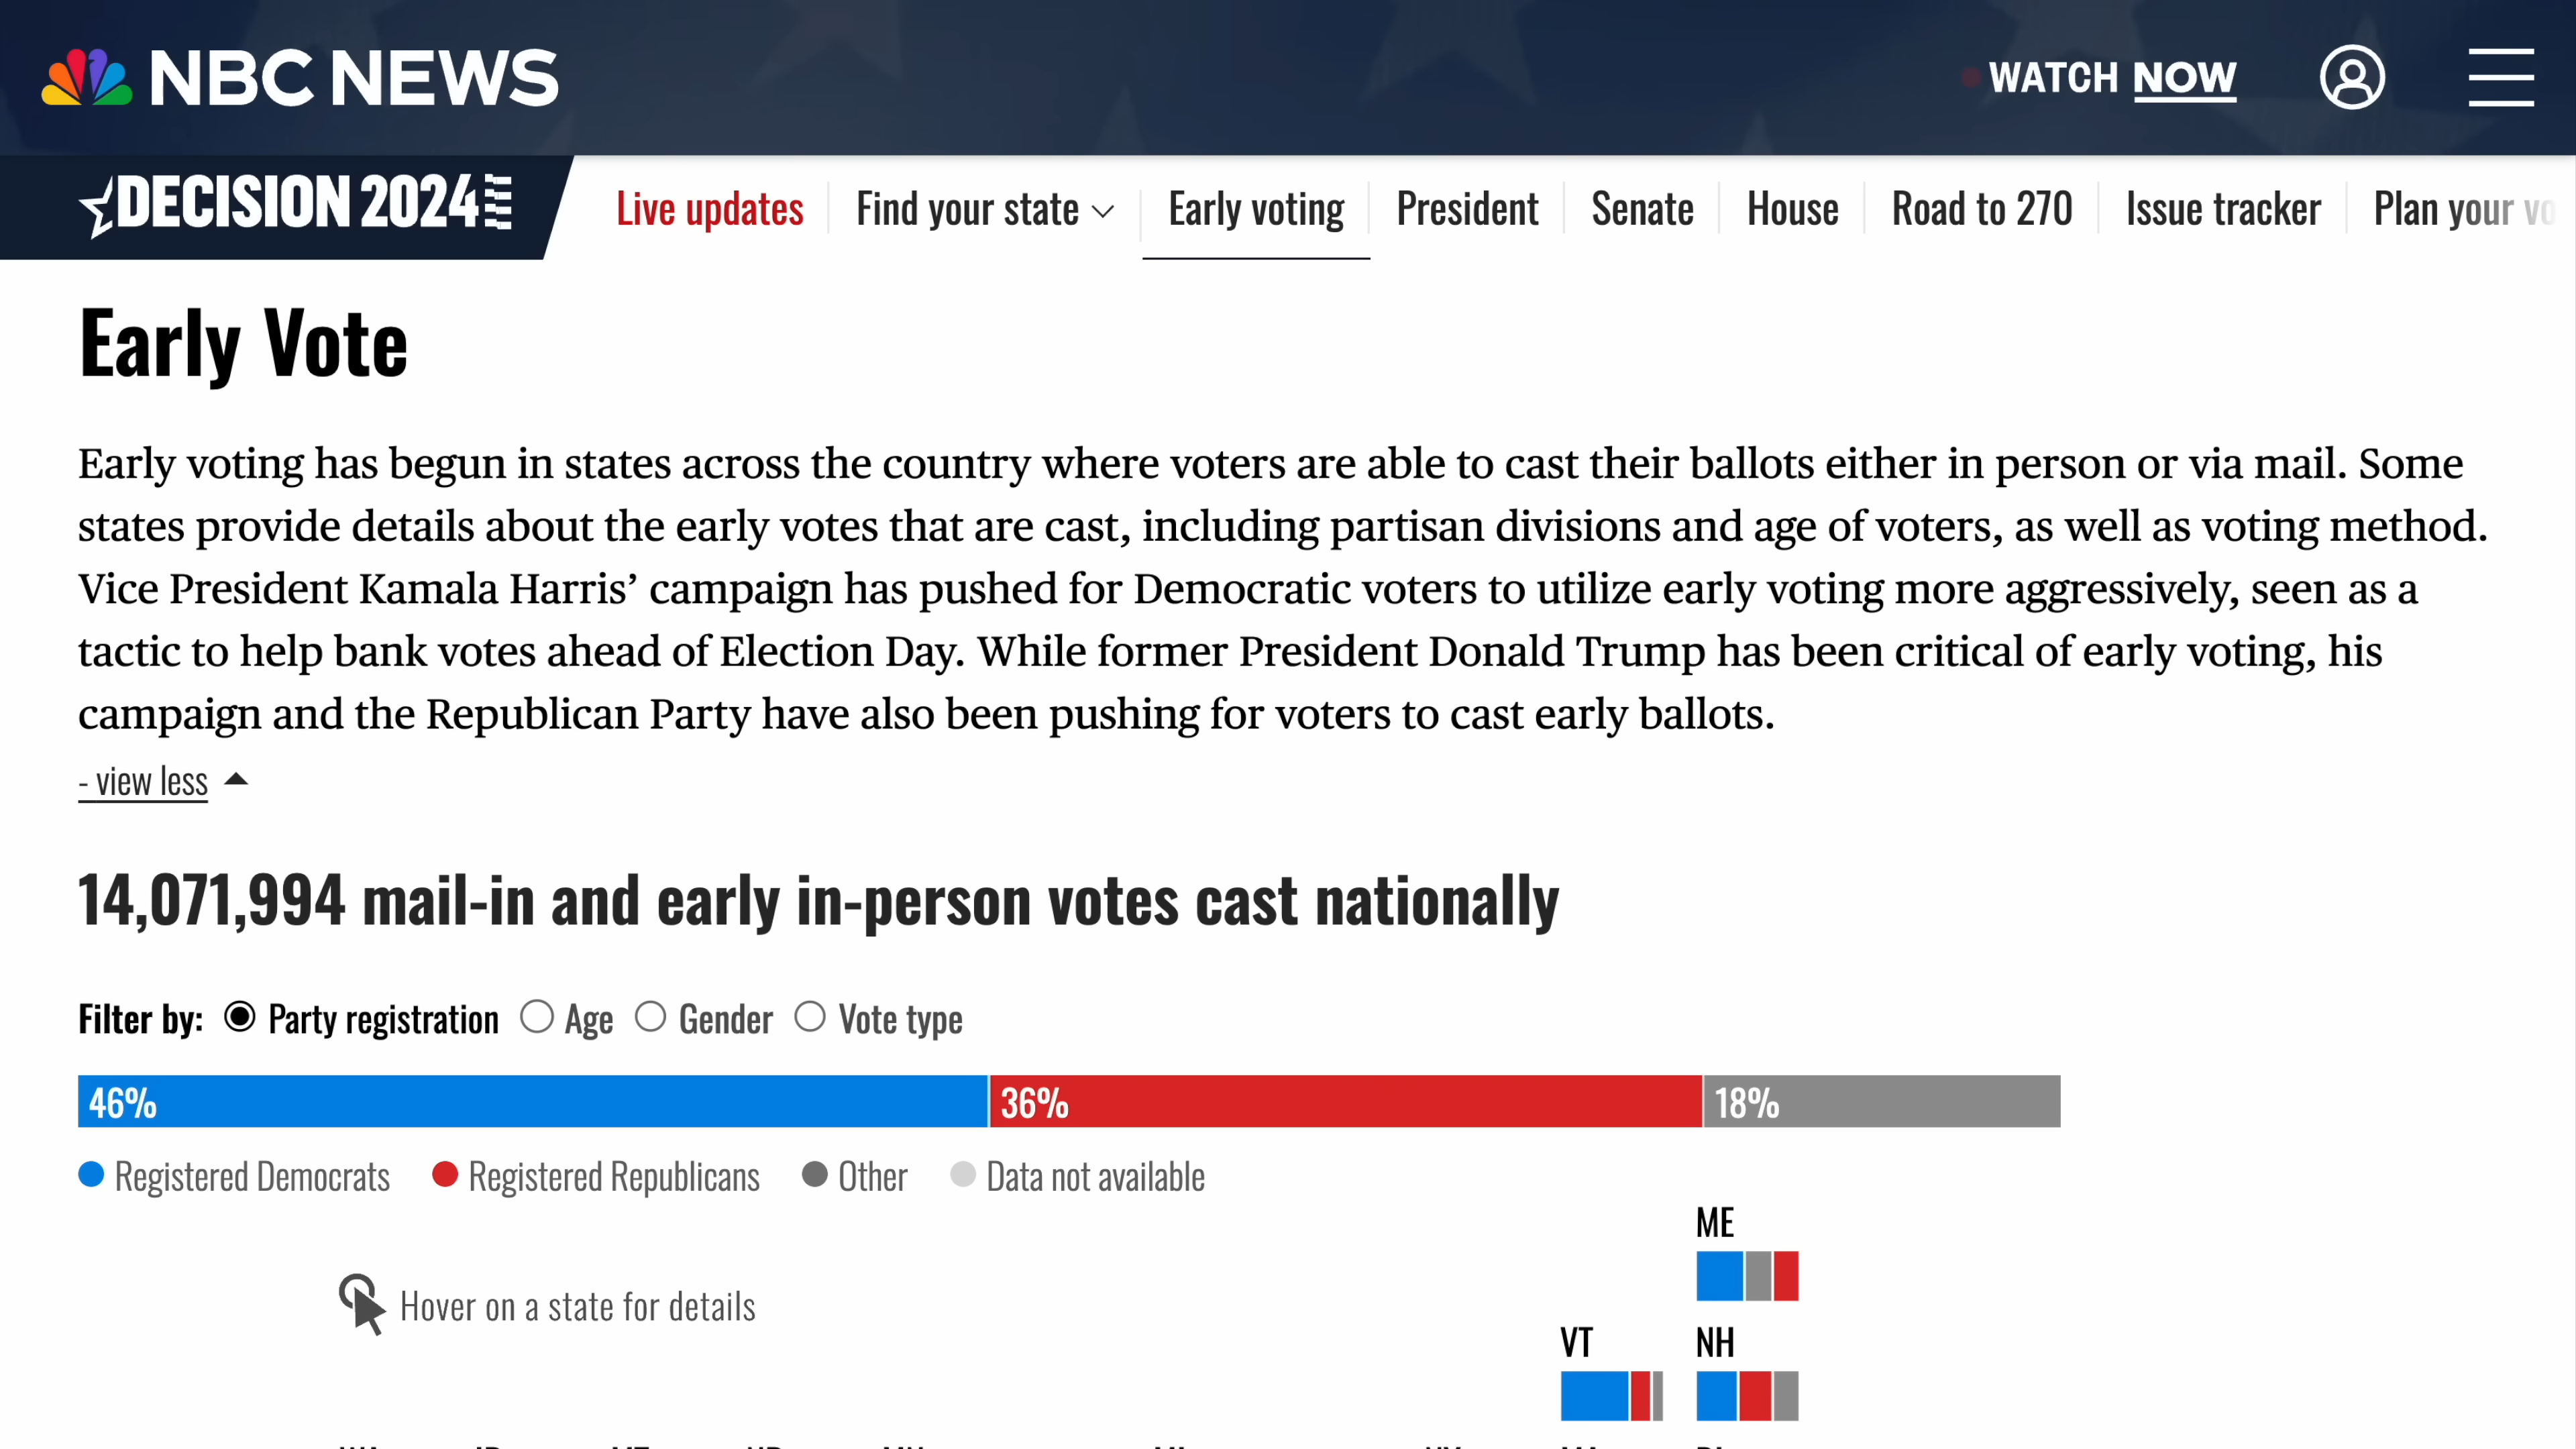 NBC NEWS
WATCH NOW
DECISION 2024
Live updates
Find your state
Early voting
President
Senate
House
Road to 270
Issue tracker
Plan your
Early Vote
Early voting has begun in states across the country where voters are able to cast their ballots either in person or via mail. Some
states provide details about the early votes that are cast, including partisan divisions and age of voters, as well as voting method.
Vice President Kamala Harris’ campaign has pushed for Democratic voters to utilize early voting more aggressively, seen as a
tactic to help bank votes ahead of Election Day. While former President Donald Trump has been critical of early voting, his
campaign and the Republican Party have also been pushing for voters to cast early ballots.
- view less
14,071,994 mail-in and early in-person votes cast nationally
Filter by: Party registration Age Gender Vote type
46% 36% 18%
Registered Democrats Registered Republicans Other Data not available
ME
Hover on a state for details
VT NH